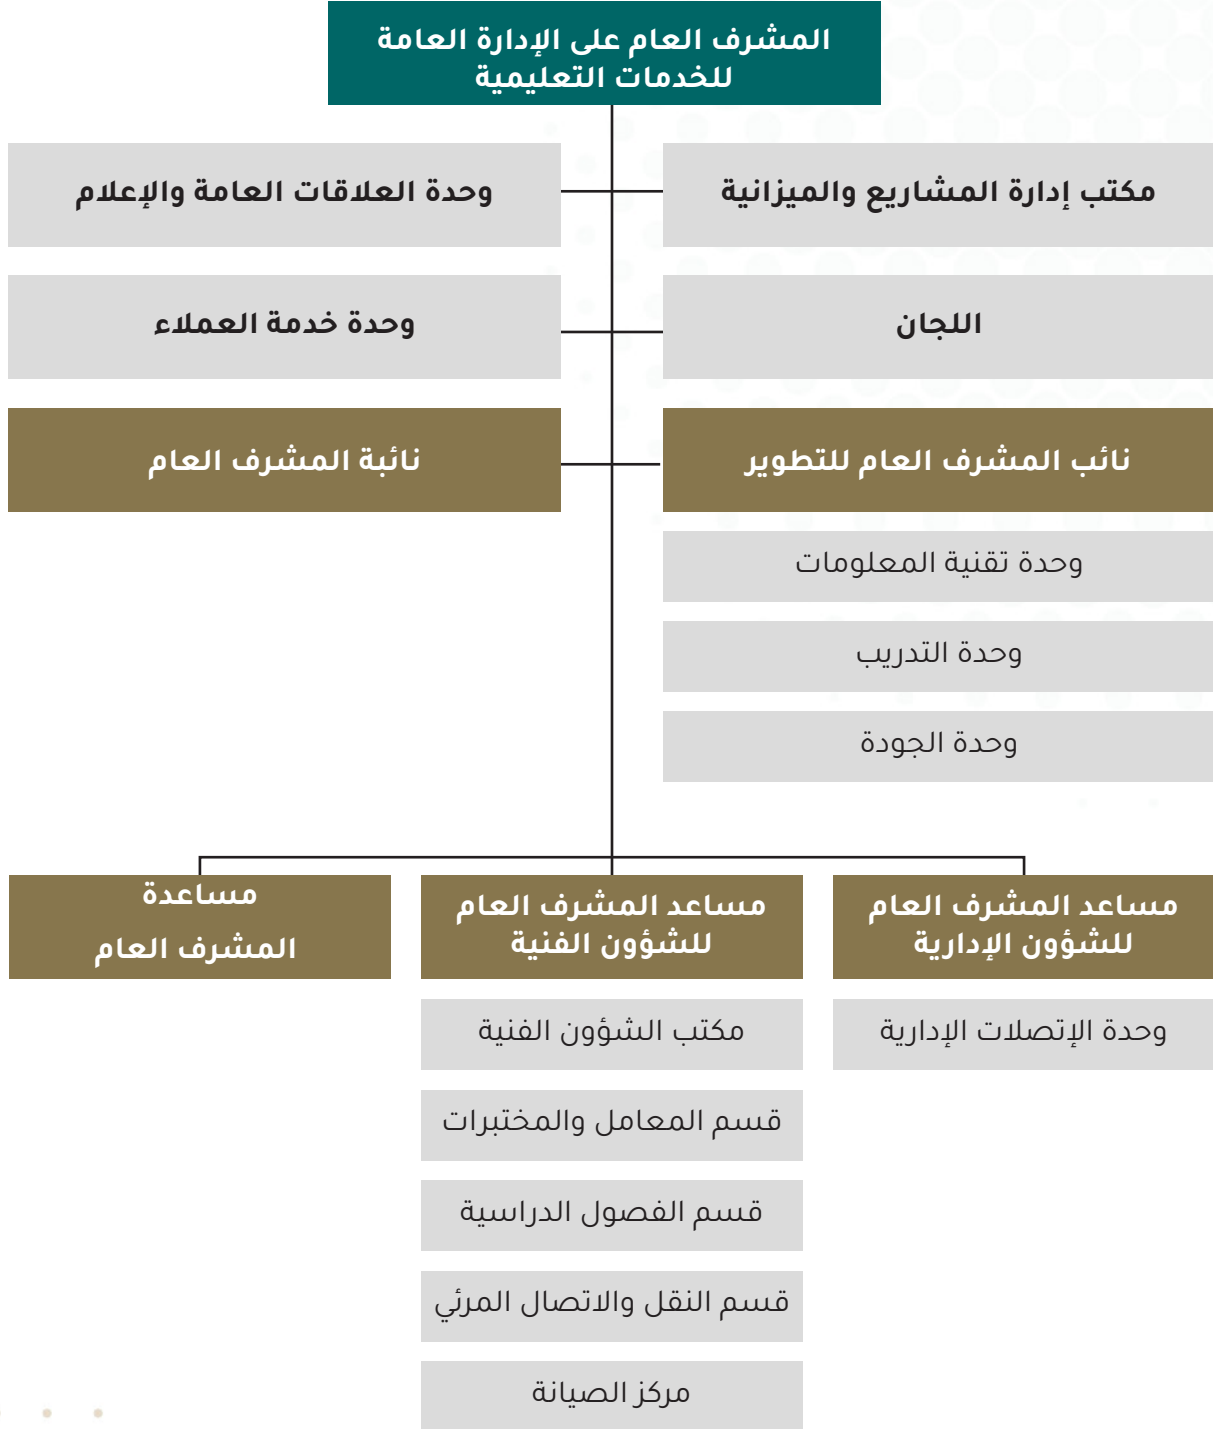 المشرف العام على الإدارة العامة
للخدمات التعليمية
مكتب إدارة المشاريع والميزانية
وحدة العلاقات العامة والإعلام
اللجان
وحدة خدمة العملاء
نائب المشرف العام للتطوير
نائبة المشرف العام
وحدة تقنية المعلومات
وحدة التدريب
وحدة الجودة
مساعد المشرف العام
للشؤون الإدارية
وحدة الإتصلات الإدارية
مساعد المشرف العام
للشؤون الفنية
مكتب الشؤون الفنية
قسم المعامل والمختبرات
قسم الفصول الدراسية
قسم النقل والاتصال المرئي
مركز الصيانة
مساعدة
المشرف العام